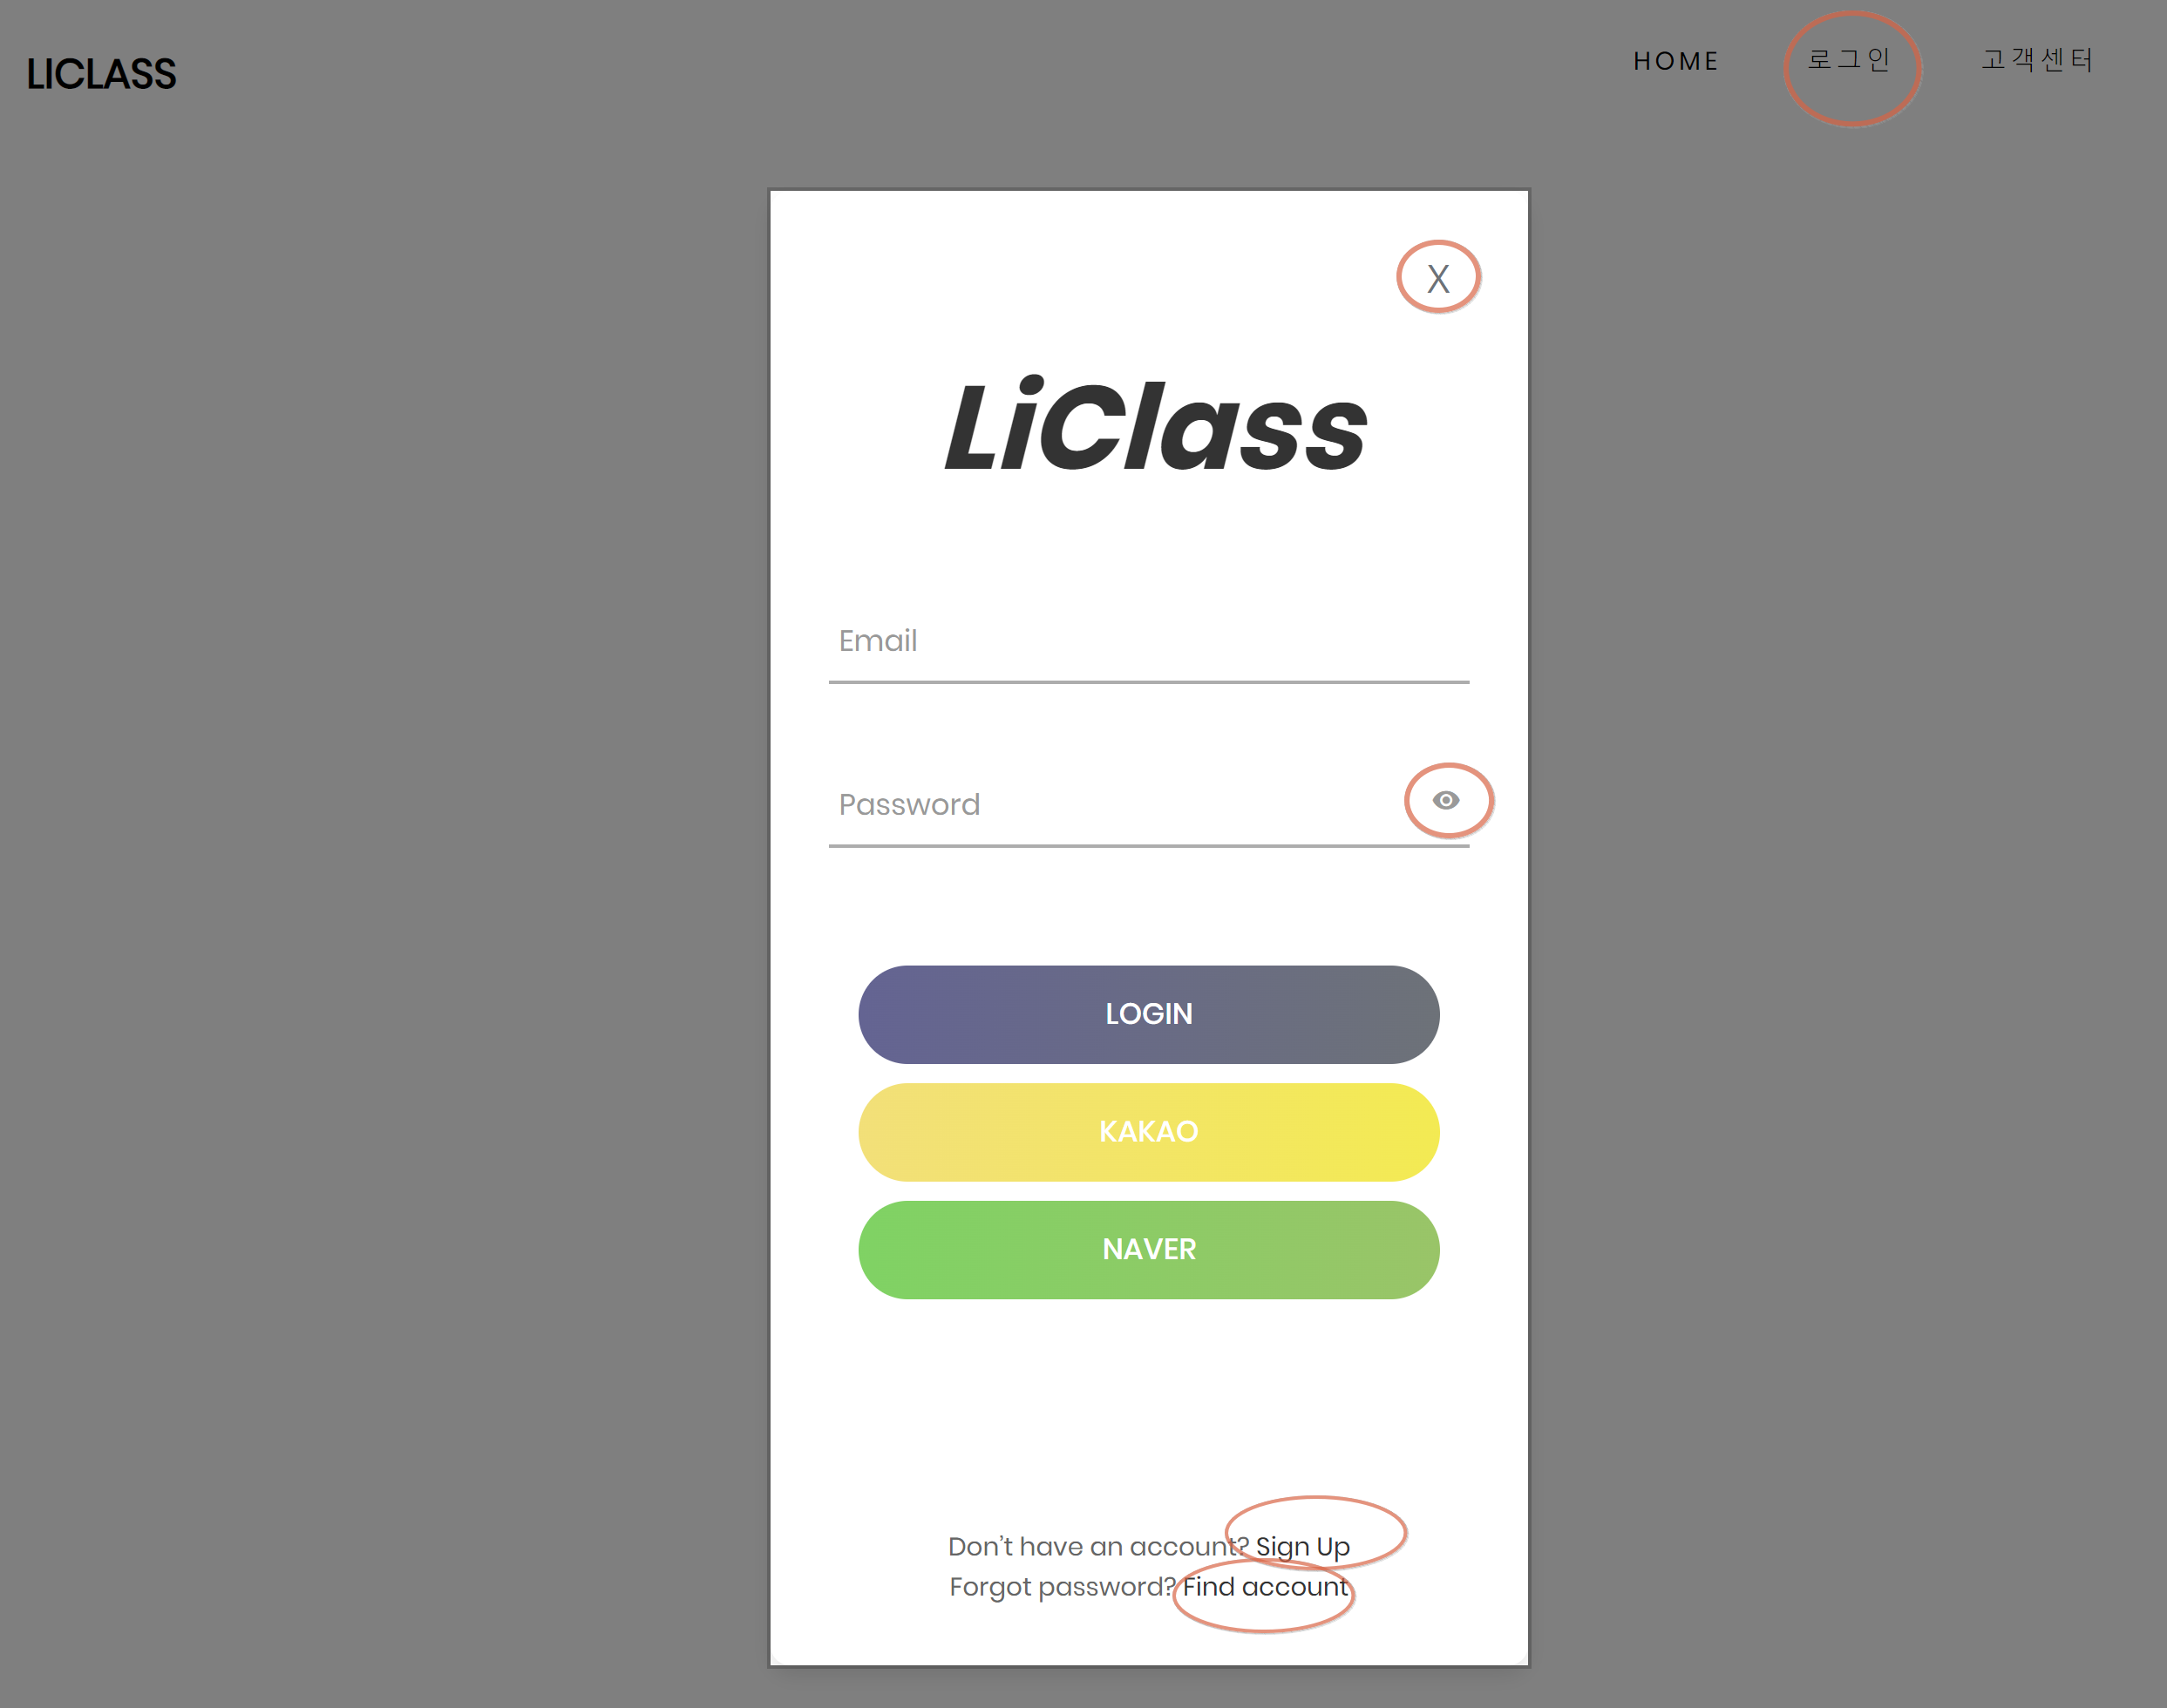 LICLASS
HOME 로그인 고객센터
X
LiClass
Email
Password
LOGIN
KAKAO
NAVER
Don't have an account? Sign Up
Forgot password? Find account